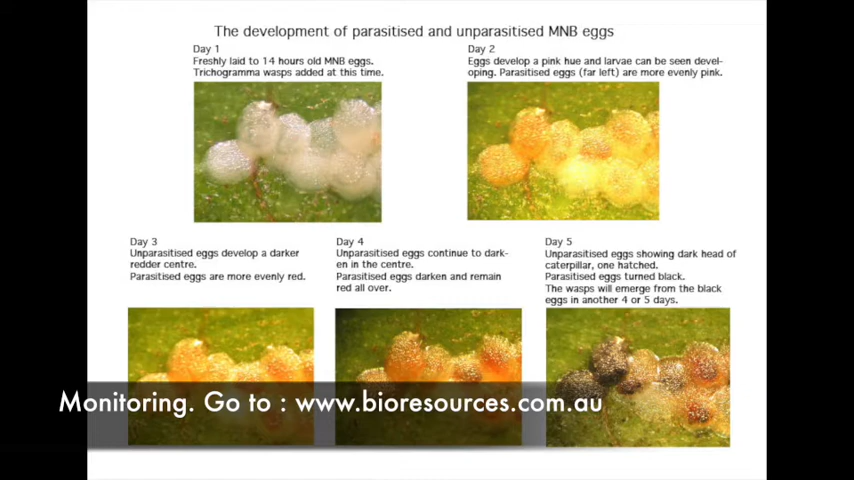 The development of parasitised and unparasitised MNB eggs
Day 1
Freshly laid to 14 hours old MNB eggs.
Trichogramma wasps added at this time.
Day 2
Eggs develop a pink hue and larvae can be seen devel-
oping. Parasitised eggs (far left) are more evenly pink.
Day 3
Unparasitised eggs develop a darker
redder centre.
Parasitised eggs are more evenly red.
Day 4
Unparasitised eggs continue to dark-
en in the centre.
Parasitised eggs darken and remain
red all over.
Day 5
Unparasitised eggs showing dark head of
caterpillar, one hatched.
Parasitised eggs turned black.
The wasps will emerge from the black
eggs in another 4 or 5 days.
Monitoring. Go to : www.bioresources.com.au